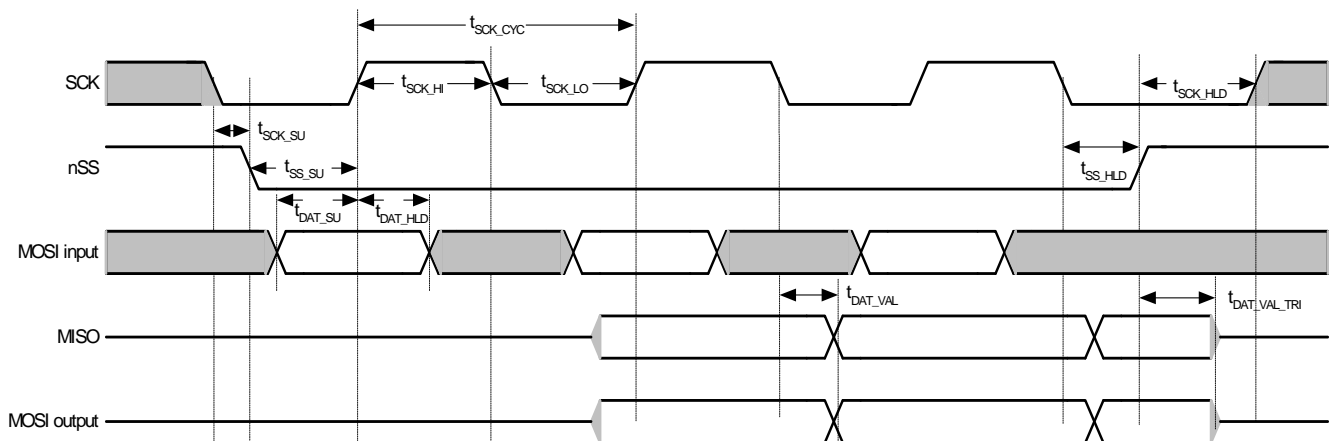 tSCK_CYC
SCK
tSCK_HI
tSCK_LO
tSCK_HLD
tSCK_SU
nSS
tSS_SU
tSS_HLD
tDAT_SU
tDAT_HLD
MOSI input
tDAT_VAL
tDAT_VAL_TRI
MISO
MOSI output